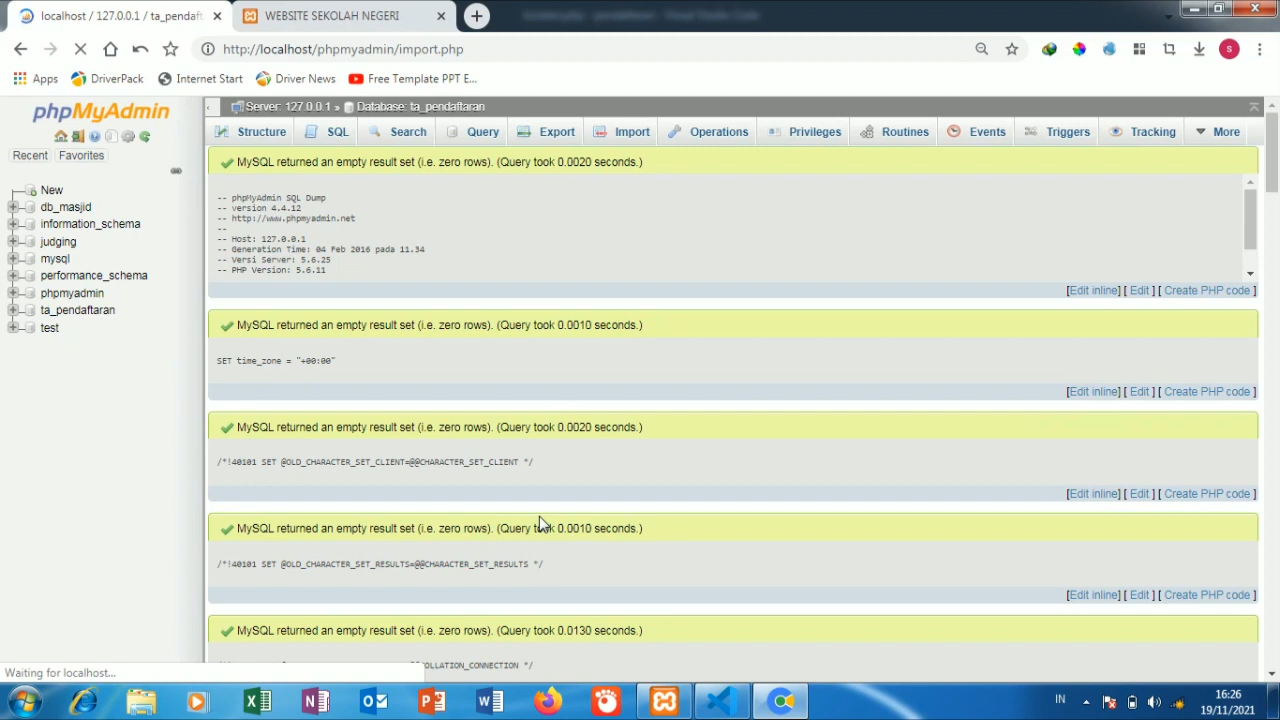 localhost / 127.0.0.1 / ta_pendaft
WEBSITE SEKOLAH NEGERI
http://localhost/phpmyadmin/import.php
S
Apps
DriverPack
Internet Start
Driver News
Free Template PPT E...
phpMyAdmin
Recent
Favorites
New
db_masjid
information_schema
judging
mysql
performance_schema
phpmyadmin
ta_pendaftaran
test
Server: 127.0.0.1 » Database: ta_pendaftaran
Structure
SQL
Search
Query
Export
Import
Operations
Privileges
Routines
Events
Triggers
Tracking
More
MySQL returned an empty result set (i.e. zero rows). (Query took 0.0020 seconds.)
-- phpMyAdmin SQL Dump
-- version 4.4.12
-- http://www.phpmyadmin.net
--
-- Host: 127.0.0.1
-- Generation Time: 04 Feb 2016 pada 11.34
-- Versi Server: 5.6.25
-- PHP Version: 5.6.11
[Edit inline] [ Edit ] [ Create PHP code ]
MySQL returned an empty result set (i.e. zero rows). (Query took 0.0010 seconds.)
SET time_zone = "+00:00"
[Edit inline] [ Edit ] [ Create PHP code ]
MySQL returned an empty result set (i.e. zero rows). (Query took 0.0020 seconds.)
/*!40101 SET @OLD_CHARACTER_SET_CLIENT=@@CHARACTER_SET_CLIENT */
[Edit inline] [ Edit ] [ Create PHP code ]
MySQL returned an empty result set (i.e. zero rows). (Query took 0.0010 seconds.)
/*!40101 SET @OLD_CHARACTER_SET_RESULTS=@@CHARACTER_SET_RESULTS */
[Edit inline] [ Edit ] [ Create PHP code ]
MySQL returned an empty result set (i.e. zero rows). (Query took 0.0130 seconds.)
OLLATION_CONNECTION */
Waiting for localhost...
IN
16:26
19/11/2021